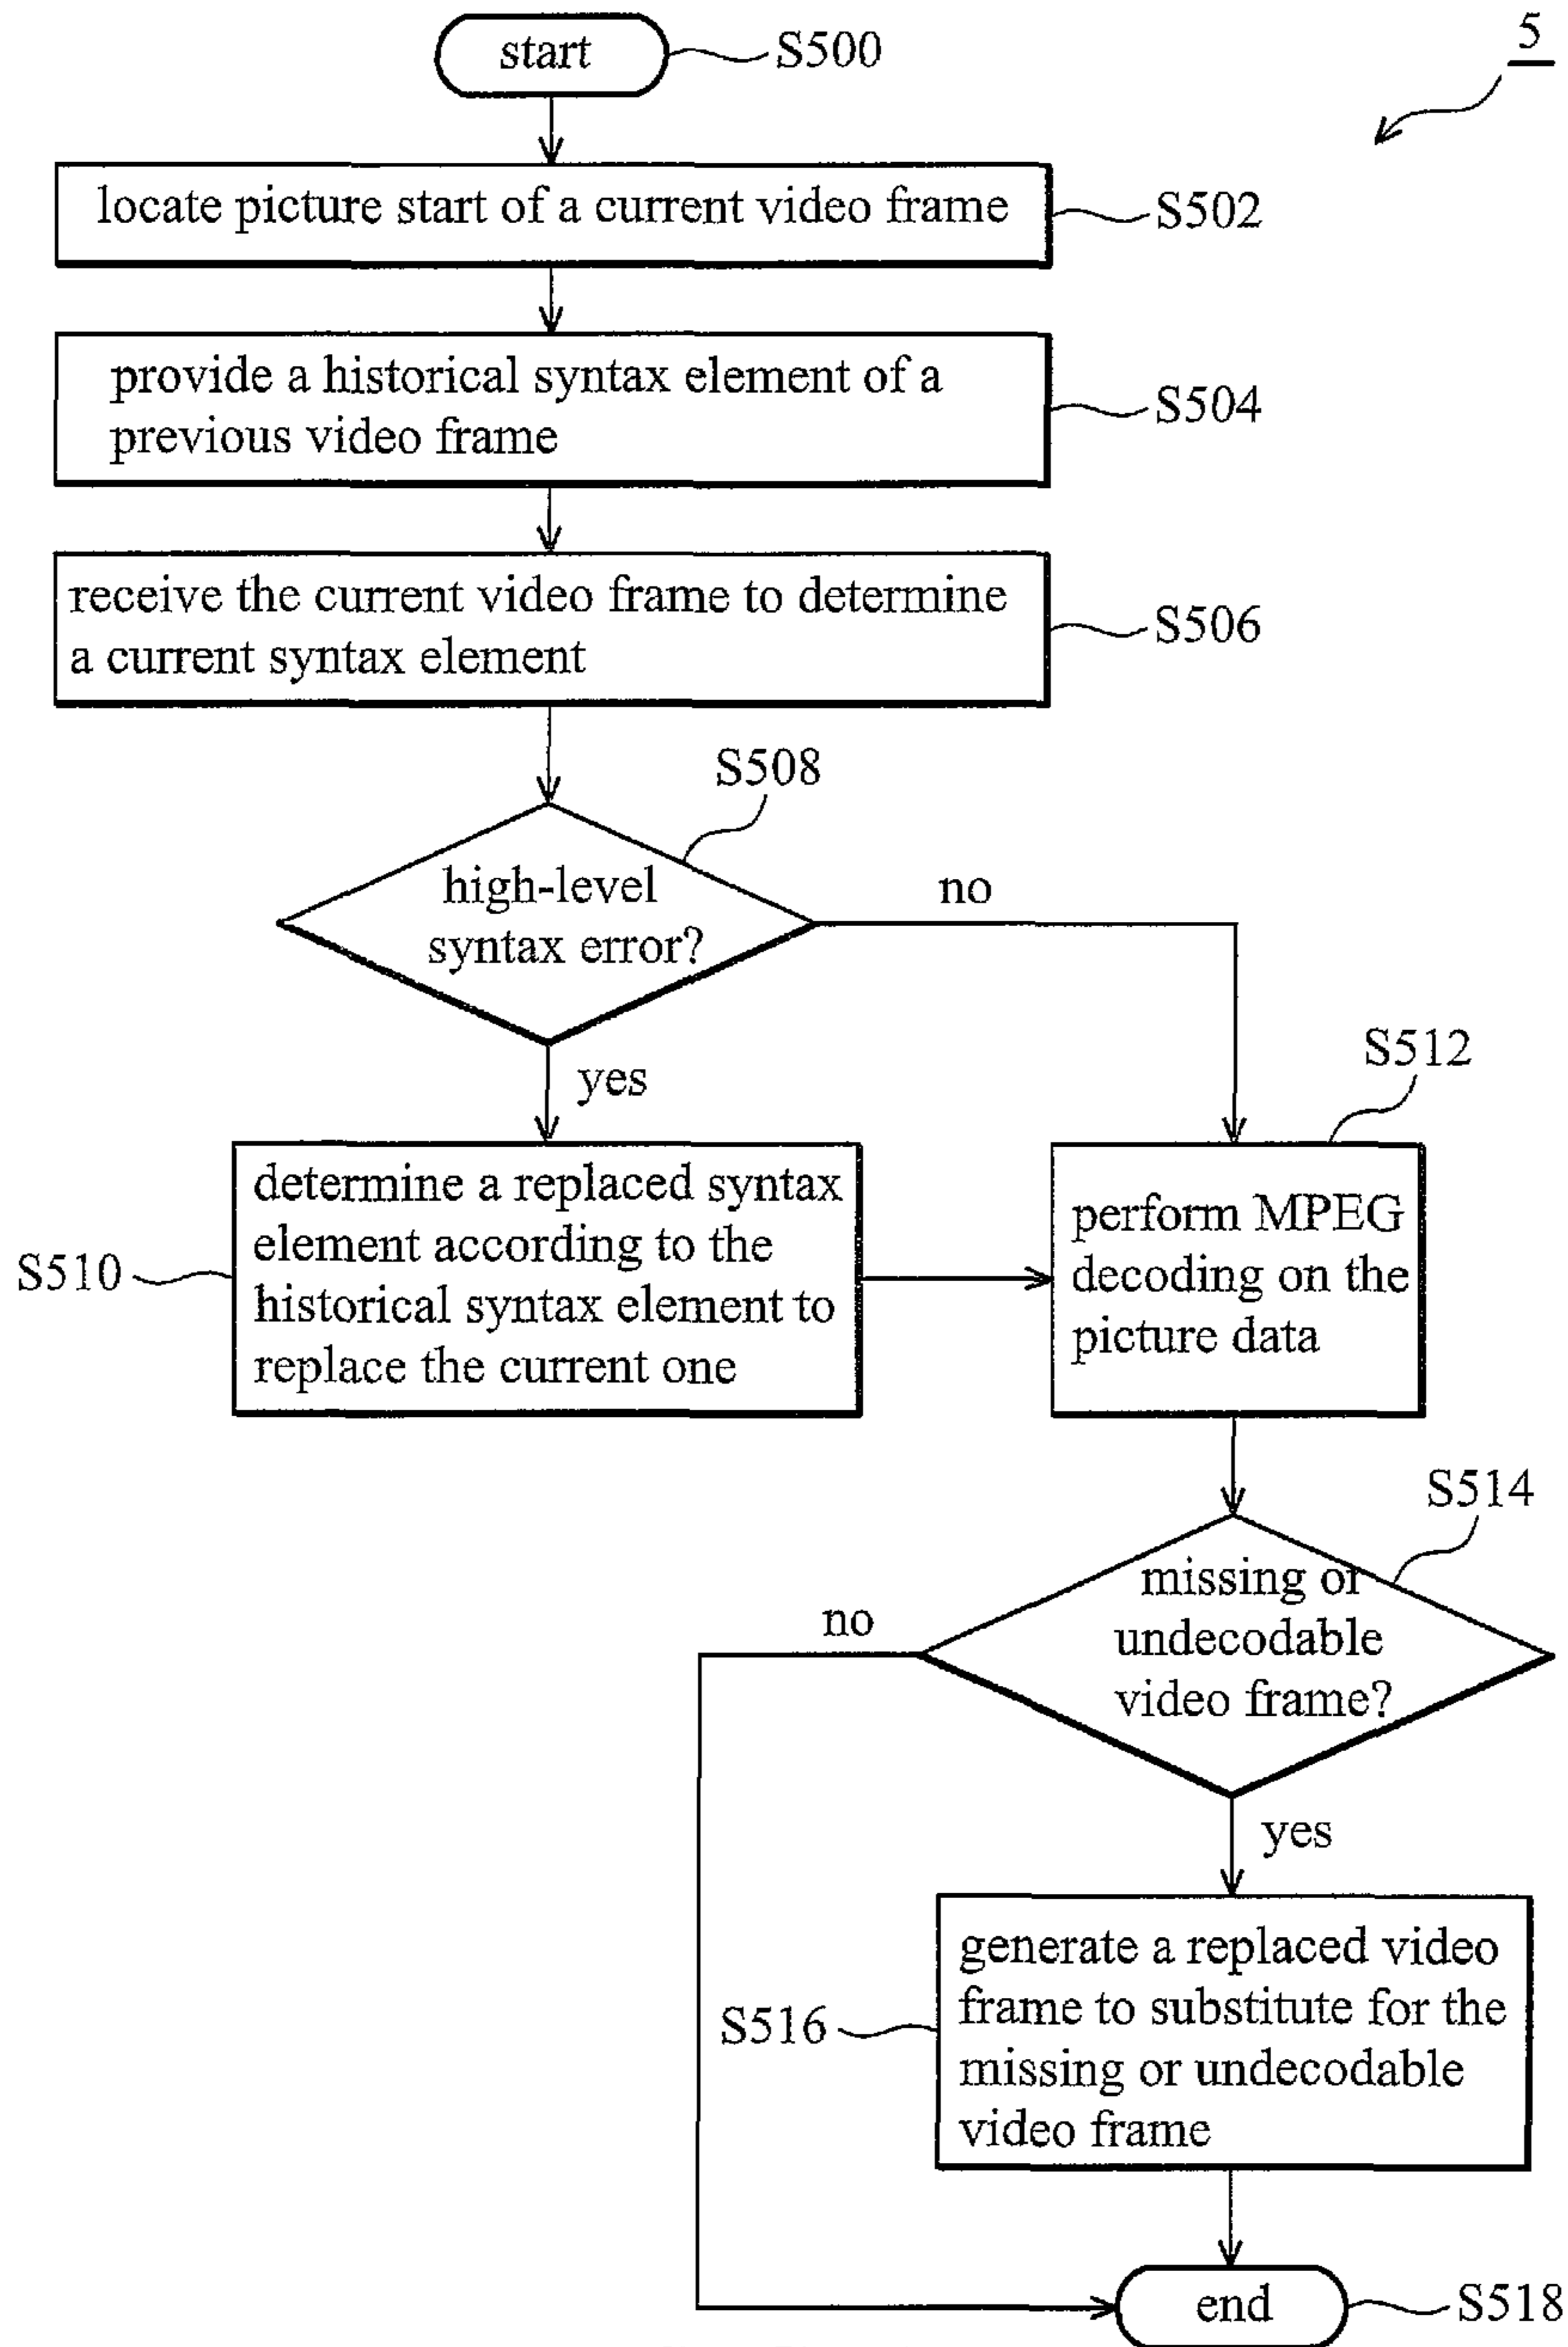 start
S500
5
locate picture start of a current video frame
S502
provide a historical syntax element of a
previous video frame
S504
receive the current video frame to determine
a current syntax element
S506
S508
high-level
syntax error?
no
yes
S512
S510
determine a replaced syntax
element according to the
historical syntax element to
replace the current one
perform MPEG
decoding on the
picture data
S514
missing or
undecodable
video frame?
no
yes
S516
generate a replaced video
frame to substitute for the
missing or undecodable
video frame
end
S518